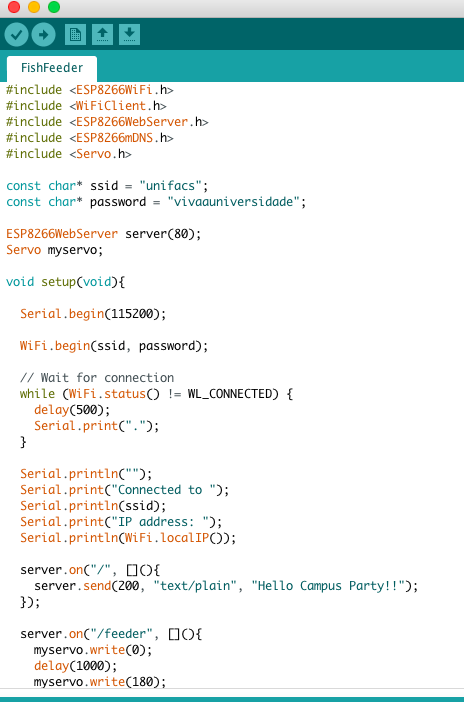 FishFeeder
#include <ESP8266WiFi.h>
#include <WiFiClient.h>
#include <ESP8266WebServer.h>
#include <ESP8266mDNS.h>
#include <Servo.h>
const char* ssid = "unifacs";
const char* password = "vivaauniversidade";
ESP8266WebServer server(80);
Servo myservo;
void setup(void){
Serial.begin(115200);
WiFi.begin(ssid, password);
// Wait for connection
while (WiFi.status() != WL_CONNECTED) {
delay(500);
Serial.print(".");
}
Serial.println("");
Serial.print("Connected to ");
Serial.println(ssid);
Serial.print("IP address: ");
Serial.println(WiFi.localIP());
server.on("/", [](){
server.send(200, "text/plain", "Hello Campus Party!!");
});
server.on("/feeder", [](){
myservo.write(0);
delay(1000);
myservo.write(180);